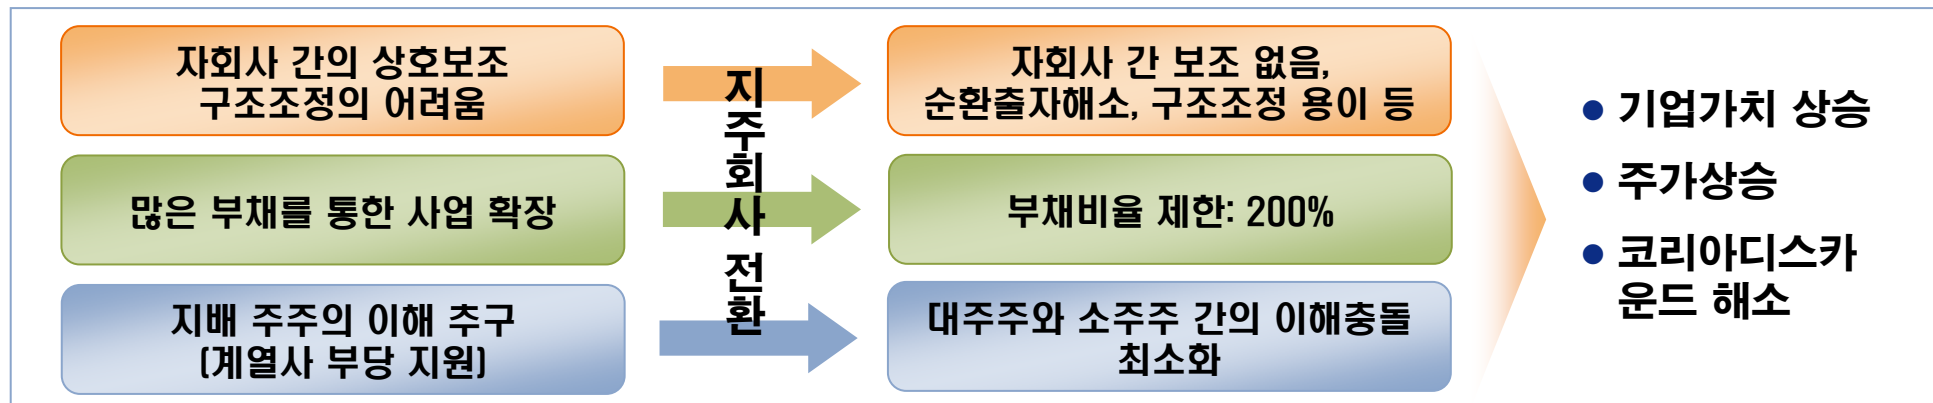 자회사 간의 상호보조
구조조정의 어려움
많은 부채를 통한 사업 확장
지배 주주의 이해 추구
(계열사 부당 지원)
지주회사 전환
자회사 간 보조 없음,
순환출자해소, 구조조정 용이 등
부채비율 제한: 200%
대주주와 소주주 간의 이해충돌
최소화
● 기업가치 상승
● 주가상승
● 코리아디스카
운드 해소